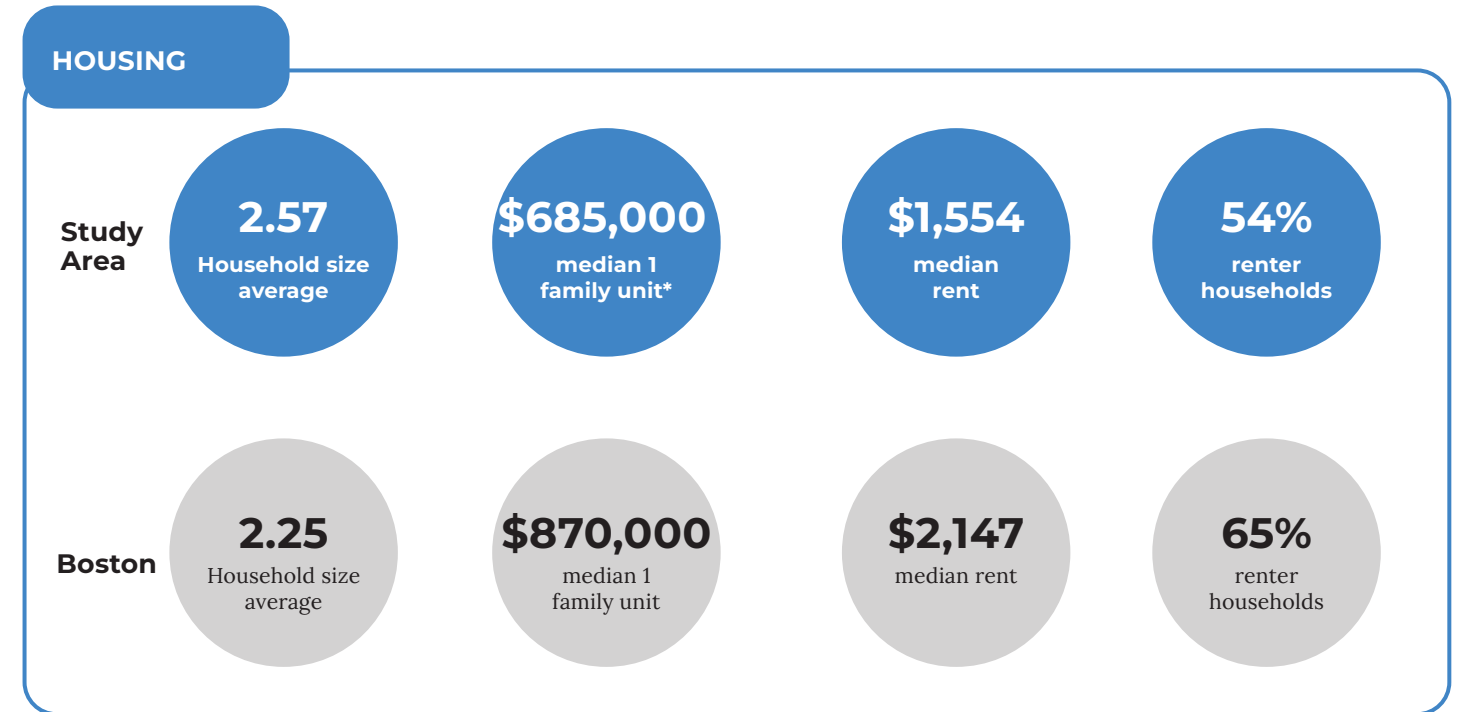 HOUSING
Study
Area
2.57
Household size
average
$685,000
median 1
family unit*
$1,554
median
rent
54%
renter
households
Boston
2.25
Household size
average
$870,000
median 1
family unit
$2,147
median rent
65%
renter
households